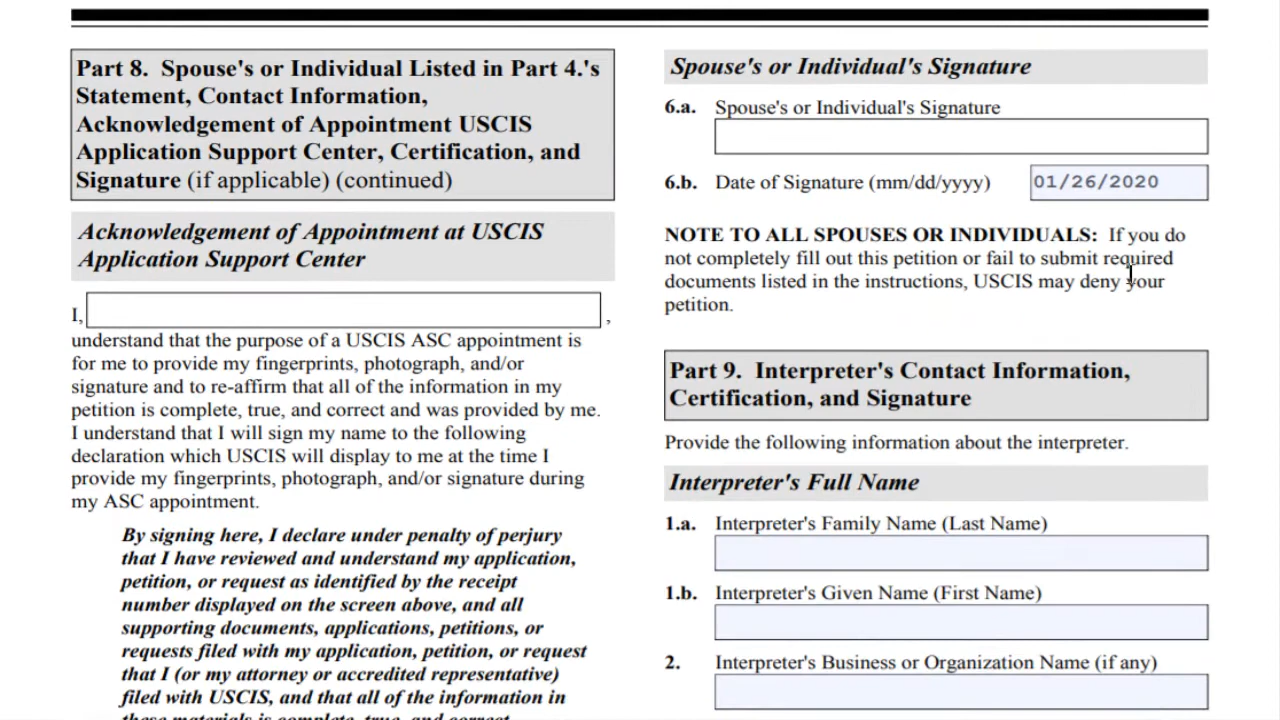 Part 8.  Spouse's or Individual Listed in Part 4.'s
Statement, Contact Information,
Acknowledgement of Appointment USCIS
Application Support Center, Certification, and
Signature (if applicable) (continued)
Acknowledgement of Appointment at USCIS
Application Support Center
I, ,
understand that the purpose of a USCIS ASC appointment is
for me to provide my fingerprints, photograph, and/or
signature and to re-affirm that all of the information in my
petition is complete, true, and correct and was provided by me.
I understand that I will sign my name to the following
declaration which USCIS will display to me at the time I
provide my fingerprints, photograph, and/or signature during
my ASC appointment.
By signing here, I declare under penalty of perjury
that I have reviewed and understand my application,
petition, or request as identified by the receipt
number displayed on the screen above, and all
supporting documents, applications, petitions, or
requests filed with my application, petition, or request
that I (or my attorney or accredited representative)
filed with USCIS, and that all of the information in
these materials is complete, true, and correct
Spouse's or Individual's Signature
6.a. Spouse's or Individual's Signature
6.b. Date of Signature (mm/dd/yyyy) 01/26/2020
NOTE TO ALL SPOUSES OR INDIVIDUALS:  If you do
not completely fill out this petition or fail to submit required
documents listed in the instructions, USCIS may deny your
petition.
Part 9.  Interpreter's Contact Information,
Certification, and Signature
Provide the following information about the interpreter.
Interpreter's Full Name
1.a. Interpreter's Family Name (Last Name)
1.b. Interpreter's Given Name (First Name)
2. Interpreter's Business or Organization Name (if any)